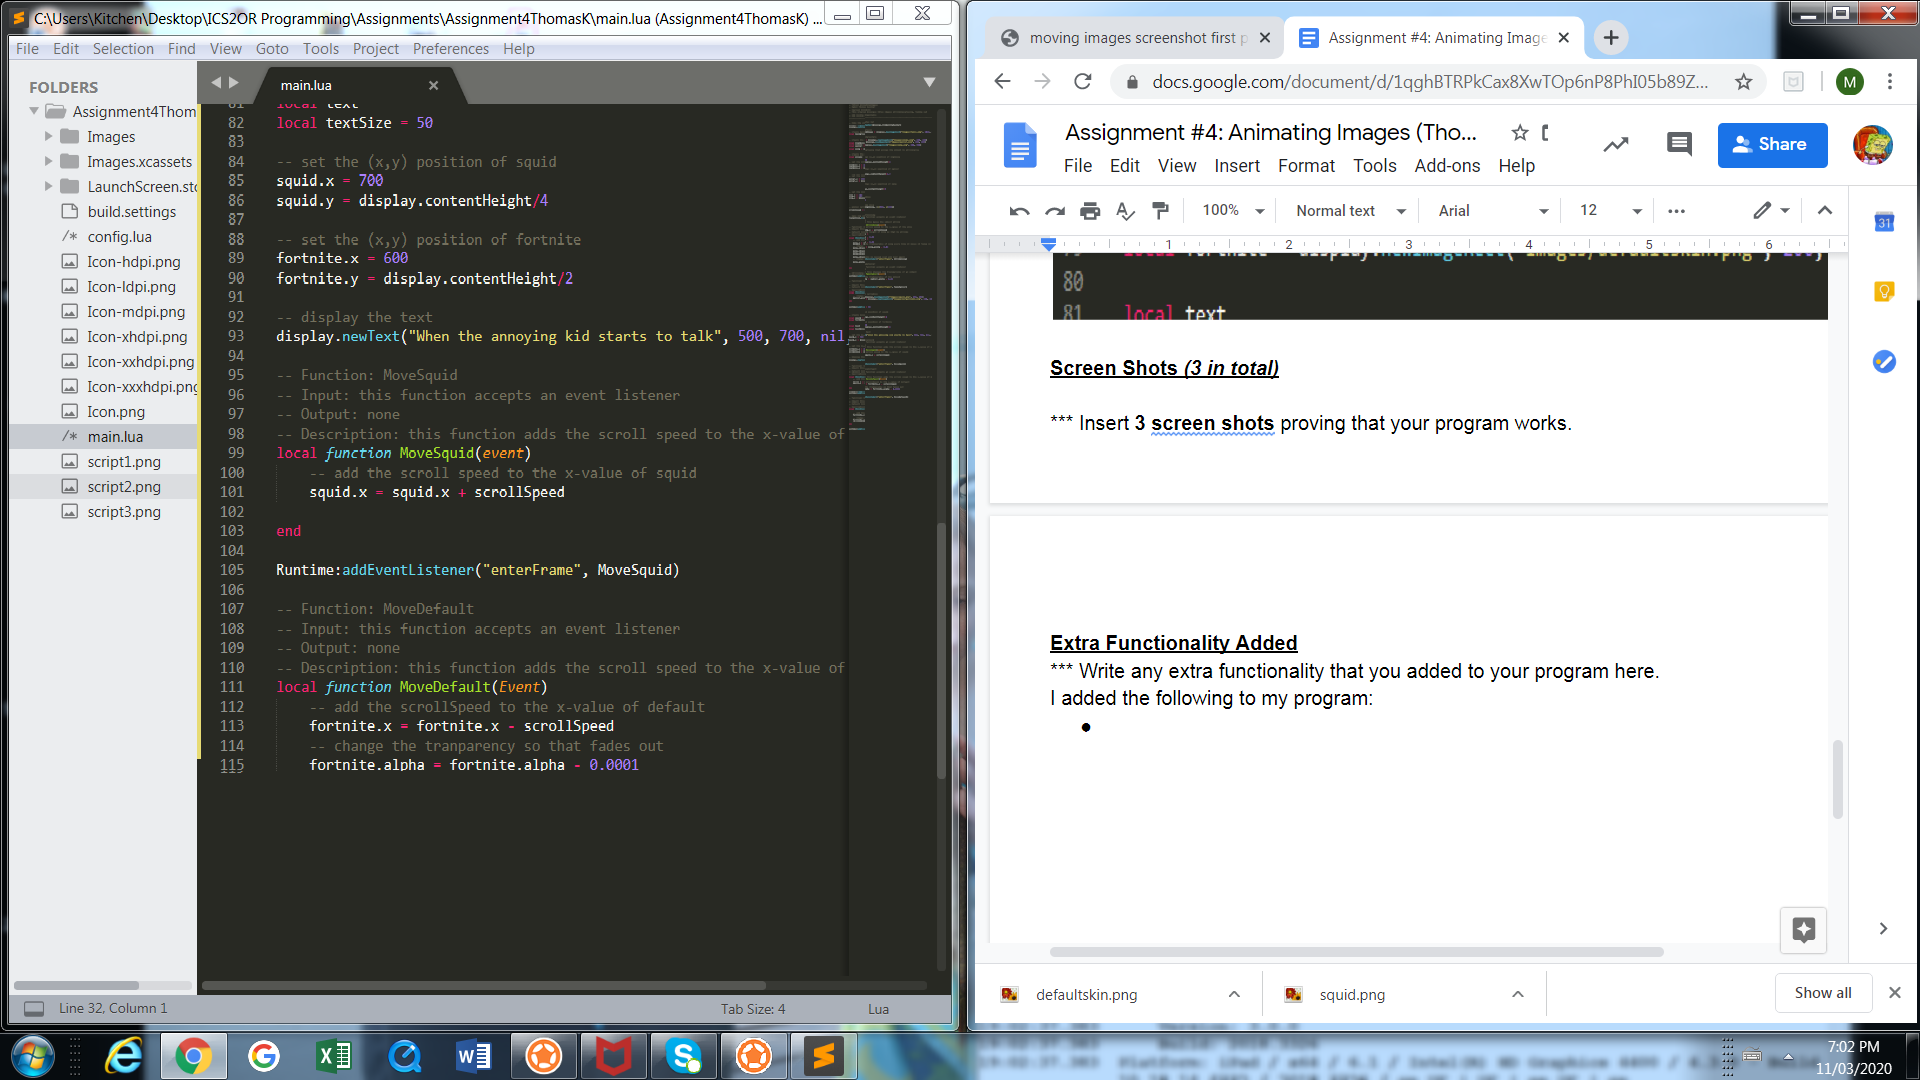 C:\Users\Kitchen\Desktop\ICS2OR Programming\Assignments\Assignment4ThomasK\main.lua (Assignment4ThomasK) ...
File Edit Selection Find View Goto Tools Project Preferences Help
FOLDERS
Assignment4Thom
Images
Images.xcassets
LaunchScreen.sto
build.settings
config.lua
Icon-hdpi.png
Icon-ldpi.png
Icon-mdpi.png
Icon-xhdpi.png
Icon-xxhdpi.png
Icon-xxxhdpi.png
Icon.png
main.lua
script1.png
script2.png
script3.png
main.lua
81 local text
82 local textSize = 50
83
84 -- set the (x,y) position of squid
85 squid.x = 700
86 squid.y = display.contentHeight/4
87
88 -- set the (x,y) position of fortnite
89 fortnite.x = 600
90 fortnite.y = display.contentHeight/2
91
92 -- display the text
93 display.newText("When the annoying kid starts to talk", 500, 700, nil,
94
95 -- Function: MoveSquid
96 -- Input: this function accepts an event listener
97 -- Output: none
98 -- Description: this function adds the scroll speed to the x-value of
99 local function MoveSquid(event)
100 -- add the scroll speed to the x-value of squid
101 squid.x = squid.x + scrollSpeed
102
103 end
104
105 Runtime:addEventListener("enterFrame", MoveSquid)
106
107 -- Function: MoveDefault
108 -- Input: this function accepts an event listener
109 -- Output: none
110 -- Description: this function adds the scroll speed to the x-value of
111 local function MoveDefault(Event)
112 -- add the scrollSpeed to the x-value of default
113 fortnite.x = fortnite.x - scrollSpeed
114 -- change the tranparency so that fades out
115 fortnite.alpha = fortnite.alpha - 0.0001
Line 32, Column 1
Tab Size: 4
Lua
moving images screenshot first p
Assignment #4: Animating Image
docs.google.com/document/d/1qghBTRPkCax8XwTOp6nP8PhI05b89Z...
M
Assignment #4: Animating Images (Tho...
File Edit View Insert Format Tools Add-ons Help
Share
100% Normal text Arial 12
1 2 3 4 5 6
31
80
81 local text
Screen Shots (3 in total)
*** Insert 3 screen shots proving that your program works.
Extra Functionality Added
*** Write any extra functionality that you added to your program here.
I added the following to my program:
●
defaultskin.png
squid.png
Show all
7:02 PM
11/03/2020